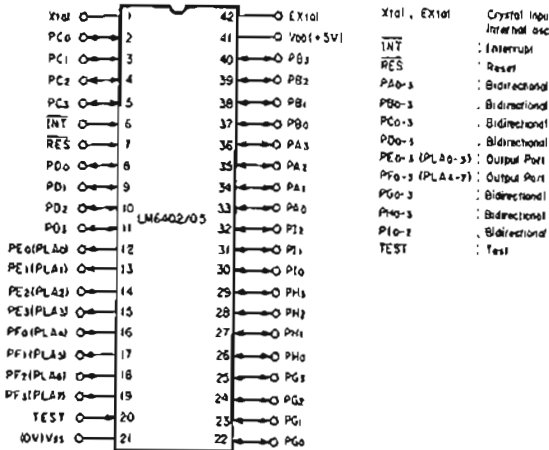 Xtal 1 42 EXtal
PC0 2 41 VDD(+5V)
PC1 3 40 PB3
PC2 4 39 PB2
PC3 5 38 PB1
INT 6 37 PB0
RES 7 36 PA3
PD0 8 35 PA2
PD1 9 34 PA1
PD2 10 33 PA0
PD3 11 32 PI2
LM6402/05
PE0(PLA0) 12 31 PI1
PE1(PLA1) 13 30 PI0
PE2(PLA2) 14 29 PH3
PE3(PLA3) 15 28 PH2
PF0(PLA4) 16 27 PH1
PF1(PLA5) 17 26 PH0
PF2(PLA6) 18 25 PG3
PF3(PLA7) 19 24 PG2
TEST 20 23 PG1
(0V)VSS 21 22 PG0
Xtal, EXtal Crystal Input
Internal osc
INT : Interrupt
RES : Reset
PA0-3 : Bidirectional
PB0-3 : Bidirectional
PC0-3 : Bidirectional
PD0-3 : Bidirectional
PE0-3 (PLA0-3) : Output Port
PF0-3 (PLA4-7) : Output Port
PG0-3 : Bidirectional
PH0-3 : Bidirectional
PI0-2 : Bidirectional
TEST : Test